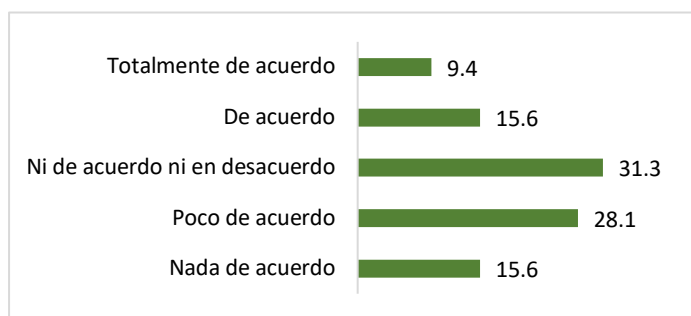 Totalmente de acuerdo 9.4
De acuerdo 15.6
Ni de acuerdo ni en desacuerdo 31.3
Poco de acuerdo 28.1
Nada de acuerdo 15.6